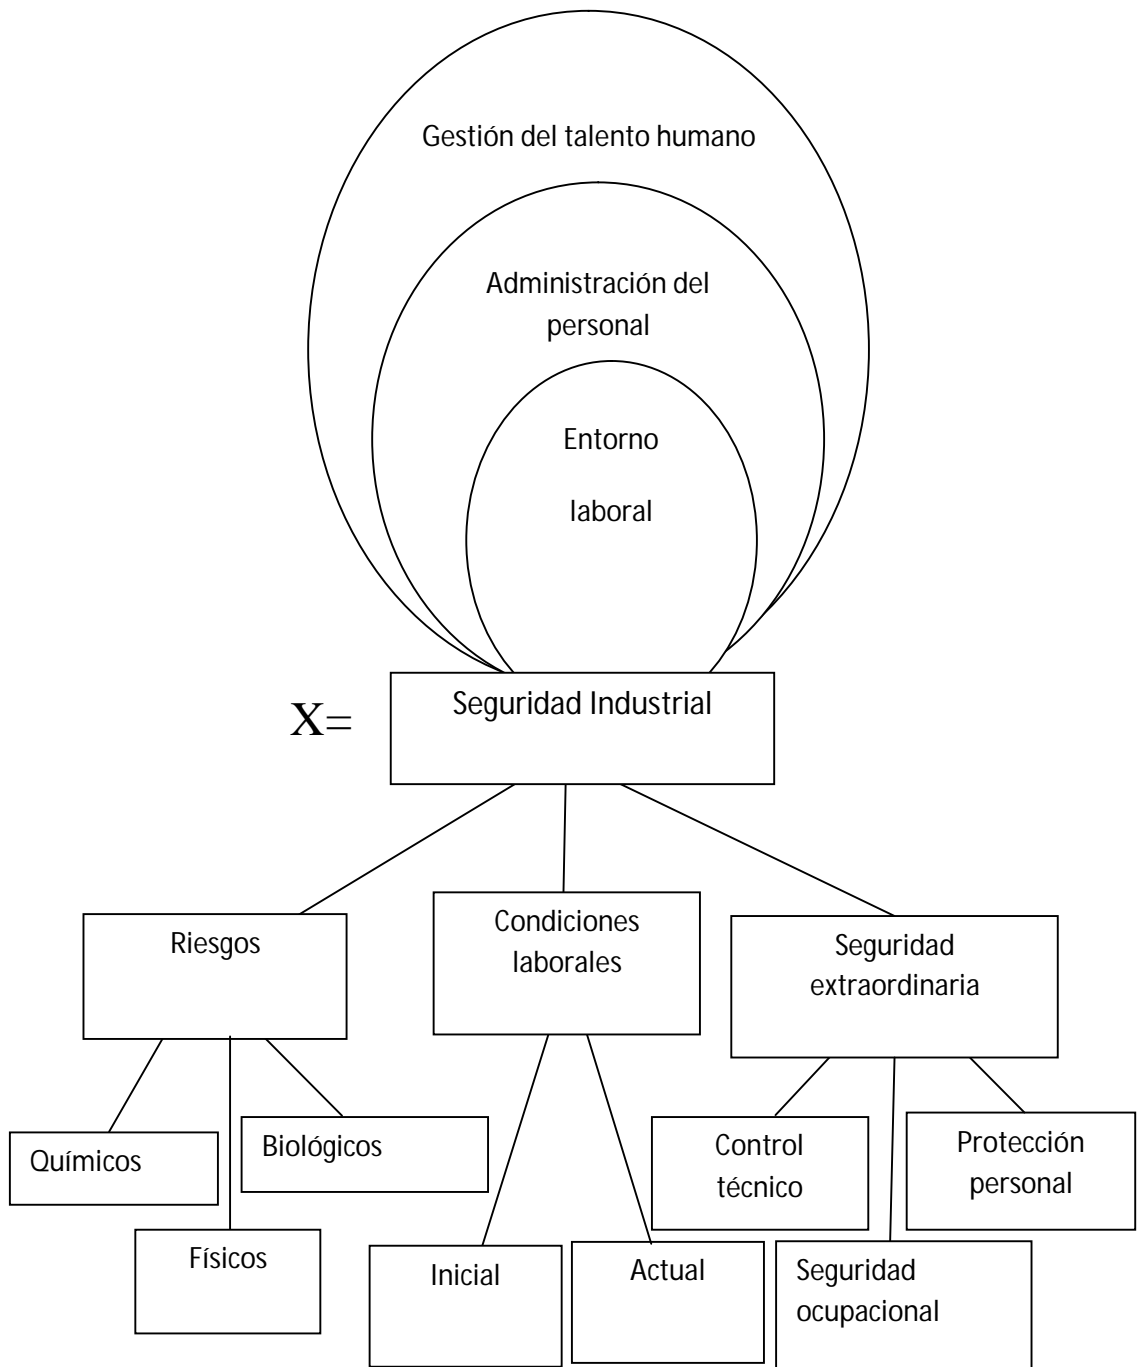 Gestión del talento humano
Administración del
personal
Entorno
laboral
X=
Seguridad Industrial
Riesgos
Condiciones
laborales
Seguridad
extraordinaria
Químicos
Biológicos
Físicos
Inicial
Actual
Control
técnico
Protección
personal
Seguridad
ocupacional